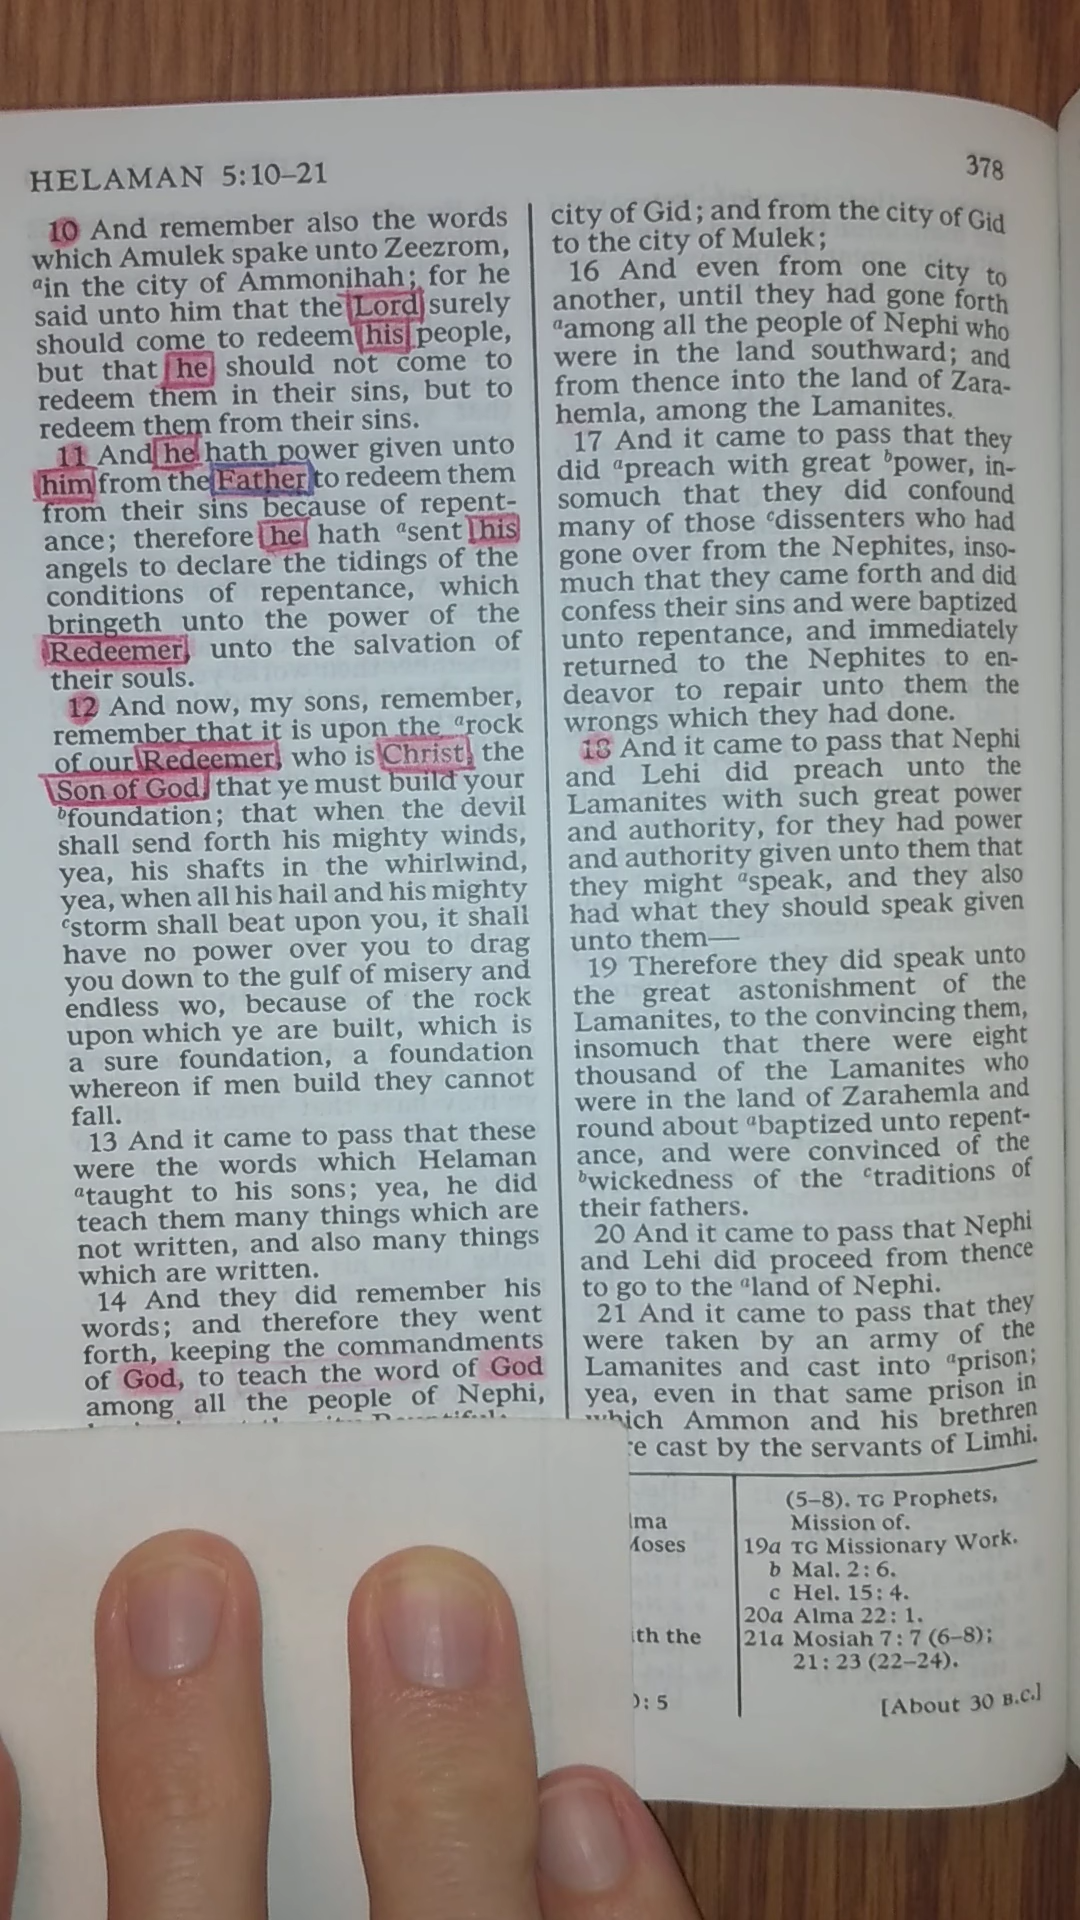 HELAMAN 5:10–21
378
10 And remember also the words
which Amulek spake unto Zeezrom,
ᵃin the city of Ammonihah; for he
said unto him that the Lord surely
should come to redeem his people,
but that he should not come to
redeem them in their sins, but to
redeem them from their sins.
11 And he hath power given unto
him from the Father to redeem them
from their sins because of repent-
ance; therefore he hath ᵃsent his
angels to declare the tidings of the
conditions of repentance, which
bringeth unto the power of the
Redeemer, unto the salvation of
their souls.
12 And now, my sons, remember,
remember that it is upon the ᵃrock
of our Redeemer, who is Christ, the
Son of God, that ye must build your
ᵇfoundation; that when the devil
shall send forth his mighty winds,
yea, his shafts in the whirlwind,
yea, when all his hail and his mighty
ᶜstorm shall beat upon you, it shall
have no power over you to drag
you down to the gulf of misery and
endless wo, because of the rock
upon which ye are built, which is
a sure foundation, a foundation
whereon if men build they cannot
fall.
13 And it came to pass that these
were the words which Helaman
ᵃtaught to his sons; yea, he did
teach them many things which are
not written, and also many things
which are written.
14 And they did remember his
words; and therefore they went
forth, keeping the commandments
of God, to teach the word of God
among all the people of Nephi,
city of Gid; and from the city of Gid
to the city of Mulek;
16 And even from one city to
another, until they had gone forth
ᵃamong all the people of Nephi who
were in the land southward; and
from thence into the land of Zara-
hemla, among the Lamanites.
17 And it came to pass that they
did ᵃpreach with great ᵇpower, in-
somuch that they did confound
many of those ᶜdissenters who had
gone over from the Nephites, inso-
much that they came forth and did
confess their sins and were baptized
unto repentance, and immediately
returned to the Nephites to en-
deavor to repair unto them the
wrongs which they had done.
18 And it came to pass that Nephi
and Lehi did preach unto the
Lamanites with such great power
and authority, for they had power
and authority given unto them that
they might ᵃspeak, and they also
had what they should speak given
unto them—
19 Therefore they did speak unto
the great astonishment of the
Lamanites, to the convincing them,
insomuch that there were eight
thousand of the Lamanites who
were in the land of Zarahemla and
round about ᵃbaptized unto repent-
ance, and were convinced of the
ᵇwickedness of the ᶜtraditions of
their fathers.
20 And it came to pass that Nephi
and Lehi did proceed from thence
to go to the ᵃland of Nephi.
21 And it came to pass that they
were taken by an army of the
Lamanites and cast into ᵃprison;
yea, even in that same prison in
which Ammon and his brethren
re cast by the servants of Limhi.
lma
Moses
ith the
): 5
(5–8). TG Prophets,
Mission of.
19a TG Missionary Work.
b Mal. 2: 6.
c Hel. 15: 4.
20a Alma 22: 1.
21a Mosiah 7: 7 (6–8);
21: 23 (22–24).
[About 30 B.C.]